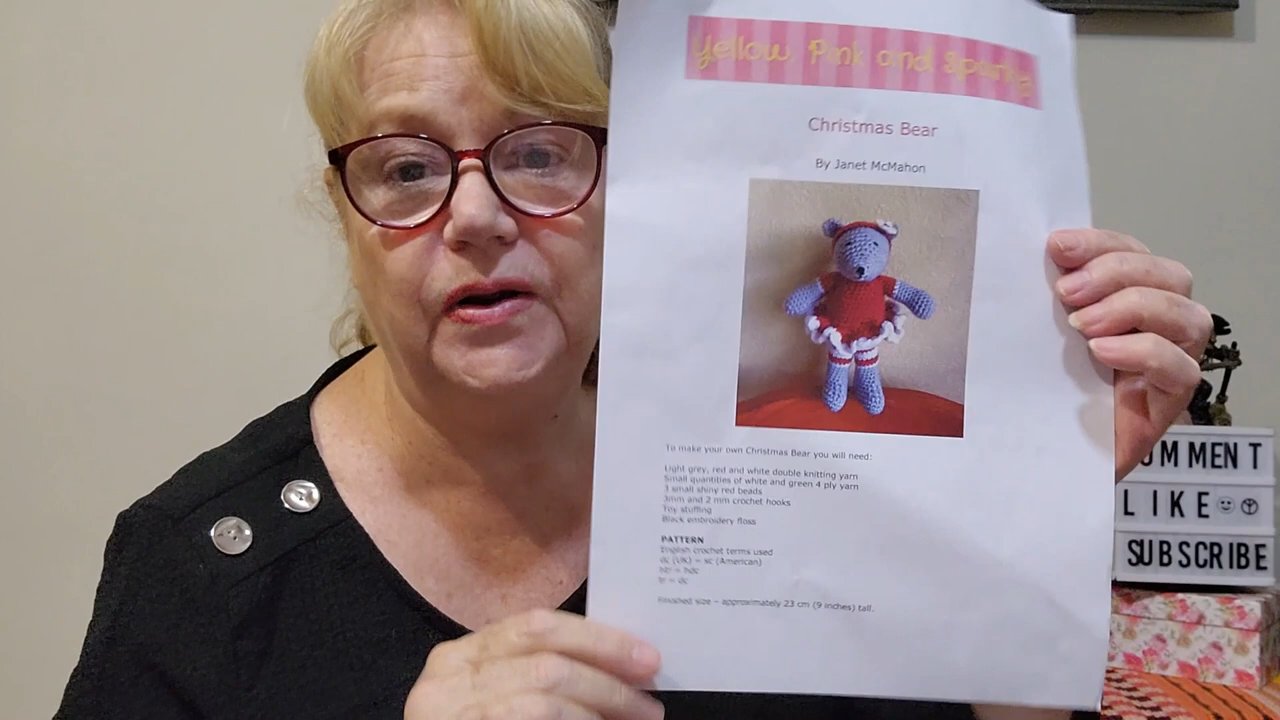 Yellow, Pink and Sparkly
Christmas Bear
By Janet McMahon
To make your own Christmas Bear you will need:
Light grey, red and white double knitting yarn
Small quantities of white and green 4 ply yarn
3 small shiny red beads
3mm and 2 mm crochet hooks
Toy stuffing
Black embroidery floss
PATTERN
English crochet terms used
dc (UK) = sc (American)
htr = hdc
tr = dc
Finished size – approximately 23 cm (9 inches) tall.
OMMENT
LIKE
SUBSCRIBE